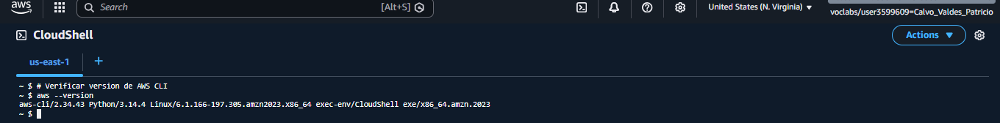 aws
Search
[Alt+S]
United States (N. Virginia)
voclabs/user3599609=Calvo_Valdes_Patricio
CloudShell
Actions
us-east-1
+
~ $ # Verificar version de AWS CLI
~ $ aws --version
aws-cli/2.34.43 Python/3.14.4 Linux/6.1.166-197.305.amzn2023.x86_64 exec-env/CloudShell exe/x86_64.amzn.2023
~ $